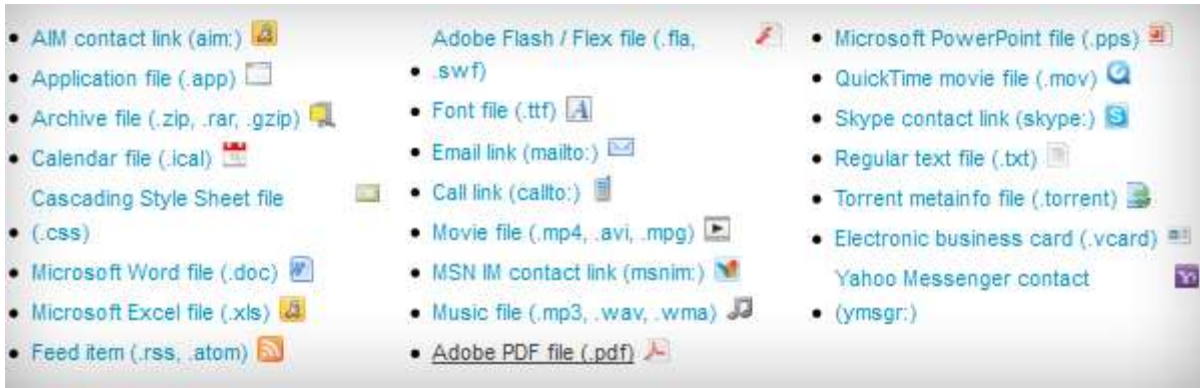 AIM contact link (aim:)
Application file (.app)
Archive file (.zip, .rar, .gzip)
Calendar file (.ical)
Cascading Style Sheet file
(.css)
Microsoft Word file (.doc)
Microsoft Excel file (.xls)
Feed item (.rss, .atom)
Adobe Flash / Flex file (.fla,
.swf)
Font file (.ttf)
Email link (mailto:)
Call link (callto:)
Movie file (.mp4, .avi, .mpg)
MSN IM contact link (msnim:)
Music file (.mp3, .wav, .wma)
Adobe PDF file (.pdf)
Microsoft PowerPoint file (.pps)
QuickTime movie file (.mov)
Skype contact link (skype:)
Regular text file (.txt)
Torrent metainfo file (.torrent)
Electronic business card (.vcard)
Yahoo Messenger contact
(ymsgr:)